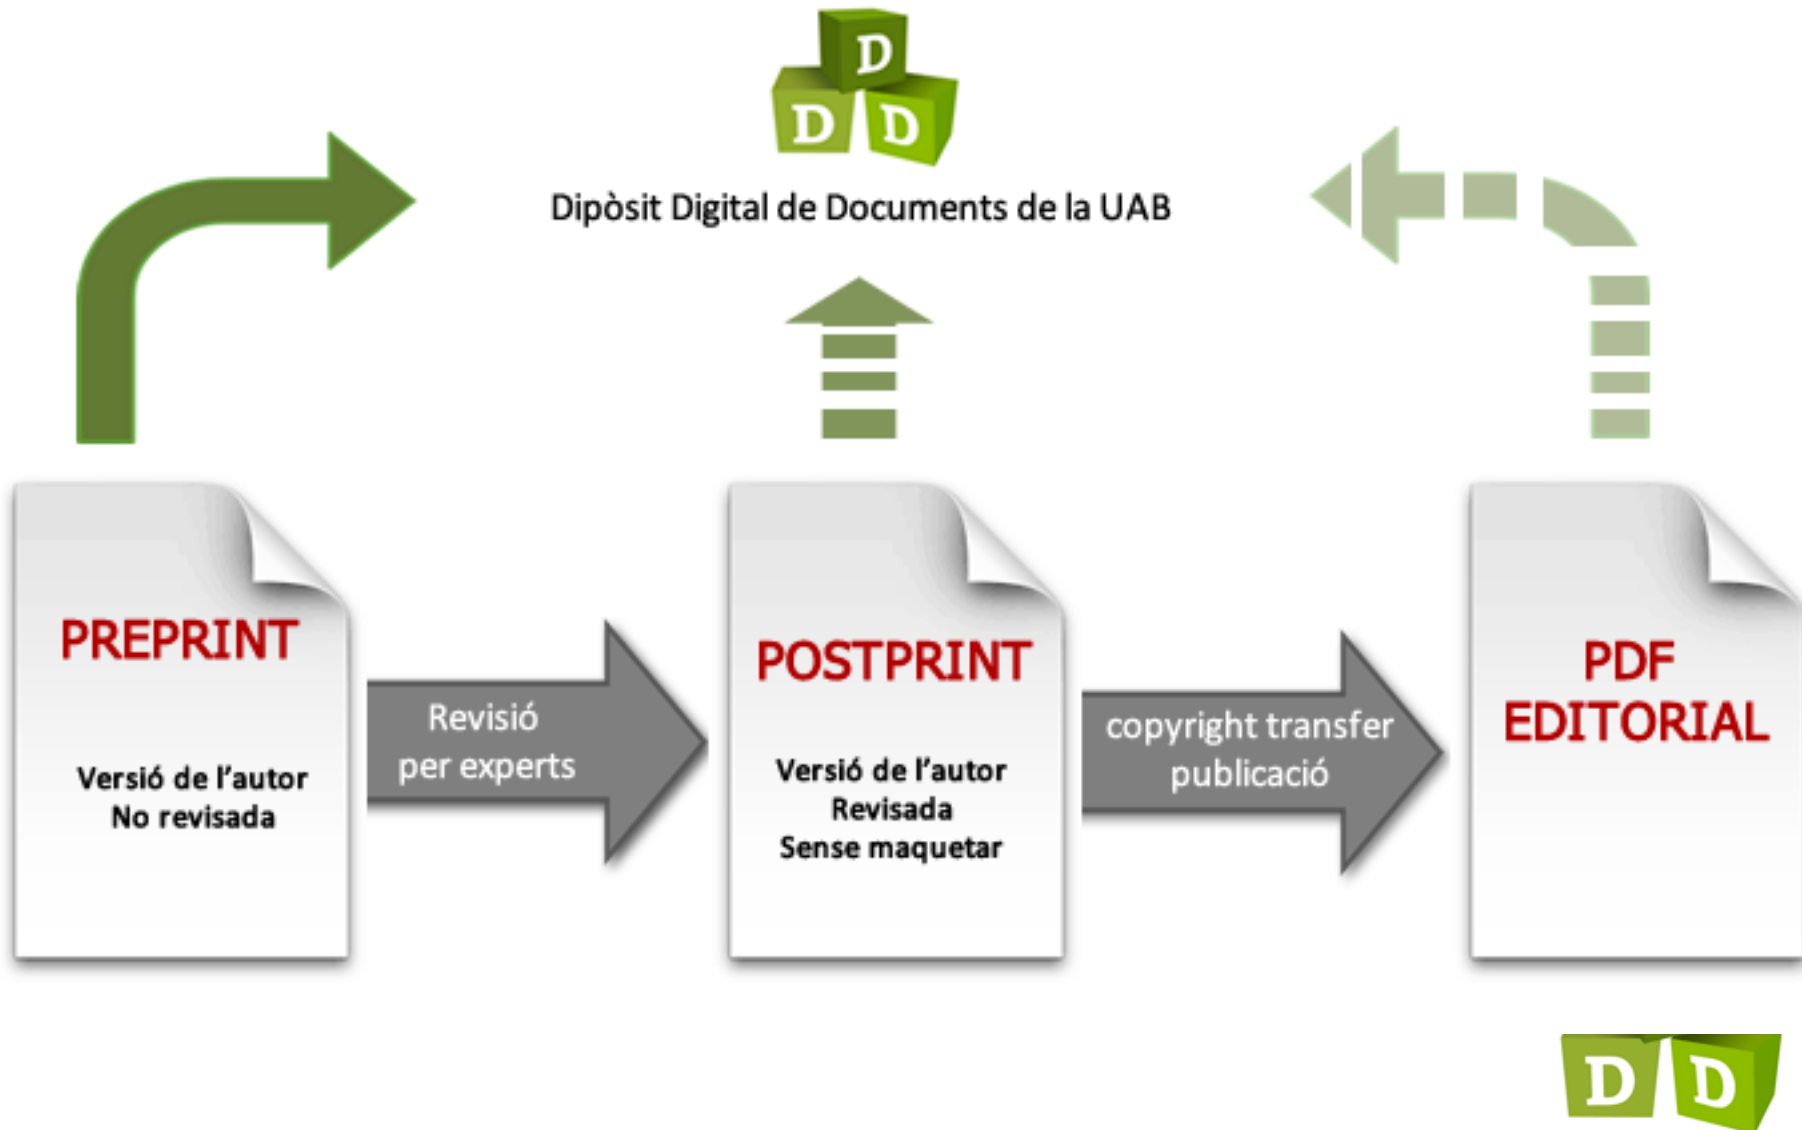 D
D D
Dipòsit Digital de Documents de la UAB
PREPRINT
Versió de l'autor
No revisada
Revisió
per experts
POSTPRINT
Versió de l'autor
Revisada
Sense maquetar
copyright transfer
publicació
PDF
EDITORIAL
D D